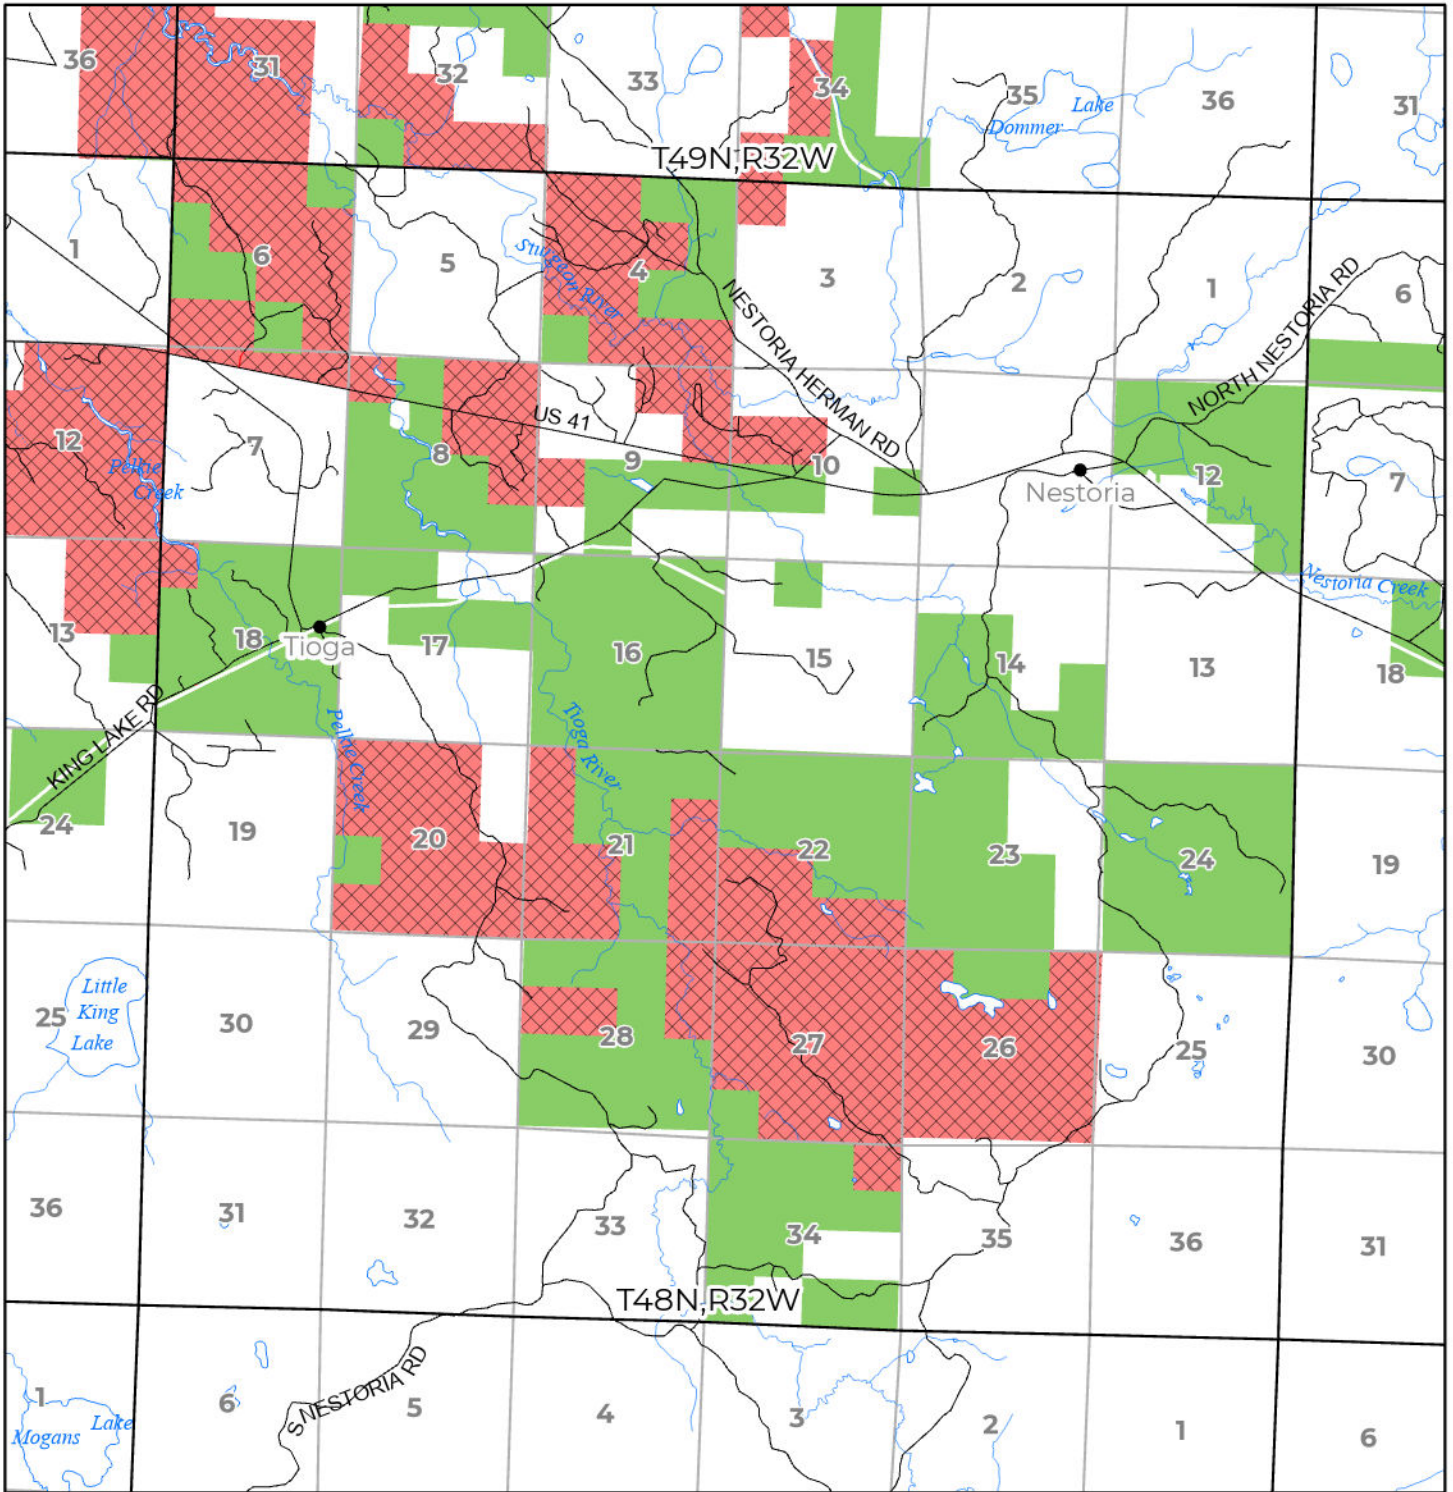 36
31
32
33
34
35
Lake
Dommer
36
31
T49N,R32W
1
6
5
Sturgeon River
4
3
2
1
6
NESTORIA HERMAN RD
NORTH NESTORIA RD
12
Pelkie
Creek
7
8
US 41
9
10
Nestoria
12
7
Nestoria Creek
13
18
Tioga
17
16
15
14
13
18
KING LAKE RD
Pelkie Creek
Tioga River
24
19
20
21
22
23
24
19
25
Little
King
Lake
30
29
28
27
26
25
30
36
31
32
33
34
35
36
31
T48N,R32W
1
Mogans
Lake
6
S NESTORIA RD
5
4
3
2
1
6